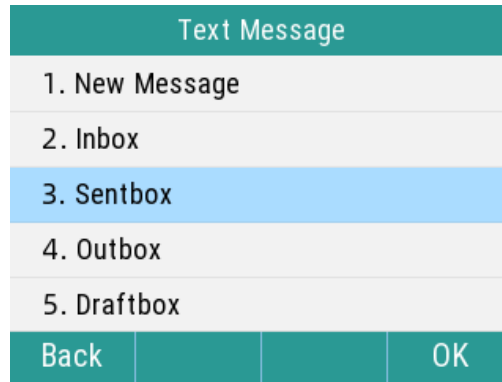 Text Message
1. New Message
2. Inbox
3. Sentbox
4. Outbox
5. Draftbox
Back OK